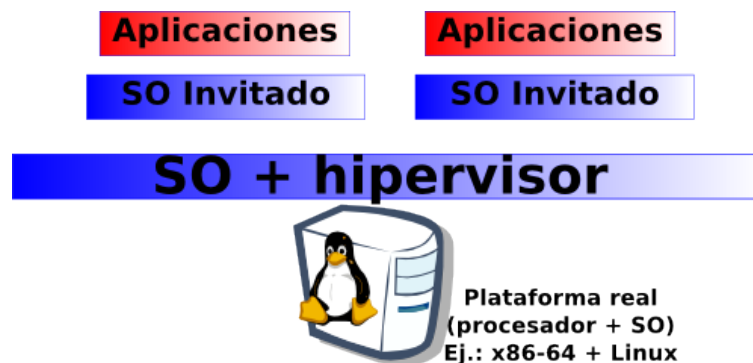 Aplicaciones Aplicaciones
SO Invitado SO Invitado
SO + hipervisor
Plataforma real
(procesador + SO)
Ej.: x86-64 + Linux